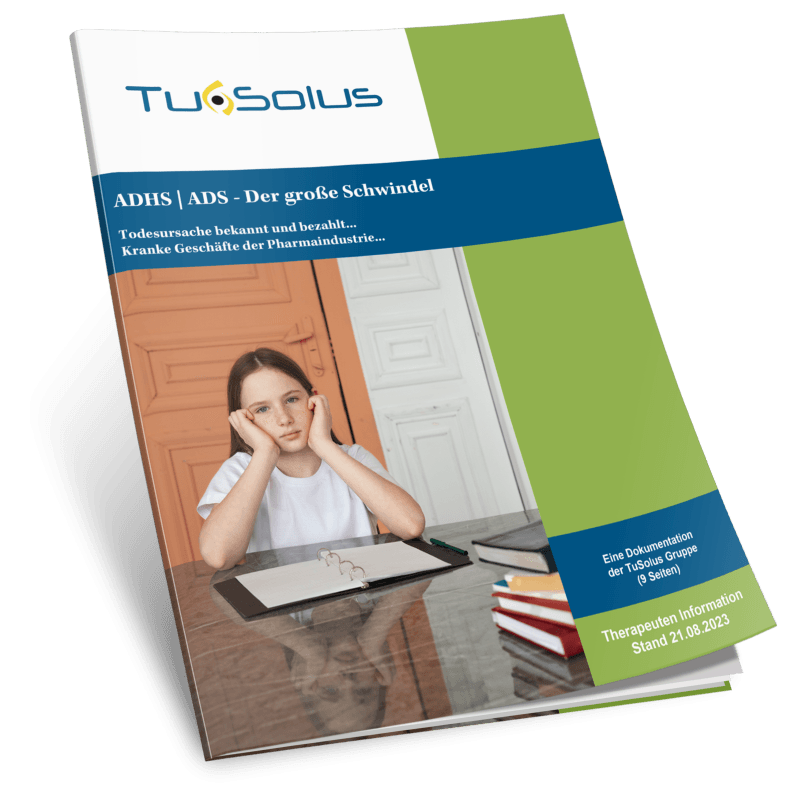 TuSolus
ADHS | ADS - Der große Schwindel
Todesursache bekannt und bezahlt...
Kranke Geschäfte der Pharmaindustrie...
Eine Dokumentation
der TuSolus Gruppe
(9 Seiten)
Therapeuten Information
Stand 21.08.2023